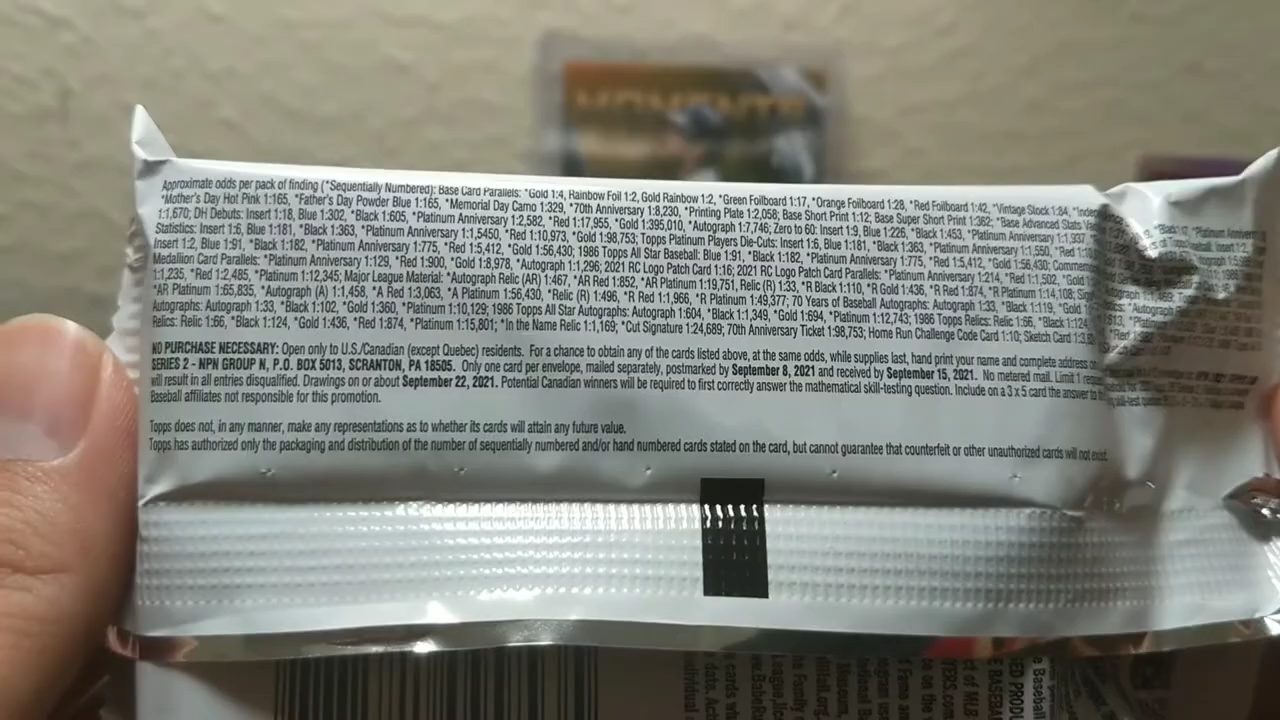 Approximate odds per pack of finding (*Sequentially Numbered): Base Card Parallels: *Gold 1:4, Rainbow Foil 1:2, Gold Rainbow 1:2, *Green Foilboard 1:17, *Orange Foilboard 1:28, *Red Foilboard 1:42, *Vintage Stock 1:84,
*Mother's Day Hot Pink 1:165, *Father's Day Powder Blue 1:165, *Memorial Day Camo 1:329, *70th Anniversary 1:8,230, *Printing Plate 1:2,058; Base Short Print 1:12; Base Super Short Print 1:362; *Base Advanced Stats
1:1,670; DH Debuts: Insert 1:18, Blue 1:302, *Black 1:605, *Platinum Anniversary 1:2,582, *Red 1:17,955, *Gold 1:395,010, *Autograph 1:7,746; Zero to 60: Insert 1:9, Blue 1:226, *Black 1:453, *Platinum Anniversary 1:1,937,
Statistics: Insert 1:6, Blue 1:181, *Black 1:363, *Platinum Anniversary 1:1,5450, *Red 1:10,973, *Gold 1:98,753; Topps Platinum Players Die-Cuts: Insert 1:6, Blue 1:181, *Black 1:363, *Platinum Anniversary 1:1,550, *Red
Insert 1:2, Blue 1:91, *Black 1:182, *Platinum Anniversary 1:775, *Red 1:5,412, *Gold 1:56,430; 1986 Topps All Star Baseball: Blue 1:91, *Black 1:182, *Platinum Anniversary 1:775, *Red 1:5,412, *Gold 1:56,430;
Medallion Card Parallels: *Platinum Anniversary 1:129, *Red 1:900, *Gold 1:8,978, *Autograph 1:1,296; 2021 RC Logo Patch Card 1:16; 2021 RC Logo Patch Card Parallels: *Platinum Anniversary 1:214, *Red 1:1,502, *Gold
1:1,235, *Red 1:2,485, *Platinum 1:12,345; Major League Material: *Autograph Relic (AR) 1:467, *AR Red 1:852, *AR Platinum 1:19,751, Relic (R) 1:33, *R Black 1:110, *R Gold 1:436, *R Red 1:874, *R Platinum 1:14,108;
*AR Platinum 1:65,835, *Autograph (A) 1:1,458, *A Red 1:3,063, *A Platinum 1:56,430, *Relic (R) 1:496, *R Red 1:1,966, *R Platinum 1:49,377; 70 Years of Baseball Autographs: Autograph 1:33, *Black 1:119, *Gold
Autographs: Autograph 1:33, *Black 1:102, *Gold 1:360, *Platinum 1:10,129; 1986 Topps All Star Autographs: Autograph 1:604, *Black 1:1,349, *Gold 1:694, *Platinum 1:12,743; 1986 Topps Relics: Relic 1:66, *Black 1:124,
Relics: Relic 1:66, *Black 1:124, *Gold 1:436, *Red 1:874, *Platinum 1:15,801; *In the Name Relic 1:1,169; *Cut Signature 1:24,689; 70th Anniversary Ticket 1:98,753; Home Run Challenge Code Card 1:10; Sketch Card
NO PURCHASE NECESSARY: Open only to U.S./Canadian (except Quebec) residents. For a chance to obtain any of the cards listed above, at the same odds, while supplies last, hand print your name and complete address
SERIES 2 - NPN GROUP N, P.O. BOX 5013, SCRANTON, PA 18505. Only one card per envelope, mailed separately, postmarked by September 8, 2021 and received by September 15, 2021. No metered mail. Limit 1
will result in all entries disqualified. Drawings on or about September 22, 2021. Potential Canadian winners will be required to first correctly answer the mathematical skill-testing question. Include on a 3 x 5 card the answer to
Baseball affiliates not responsible for this promotion.
Topps does not, in any manner, make any representations as to whether its cards will attain any future value.
Topps has authorized only the packaging and distribution of the number of sequentially numbered and/or hand numbered cards stated on the card, but cannot guarantee that counterfeit or other unauthorized cards will not exist.